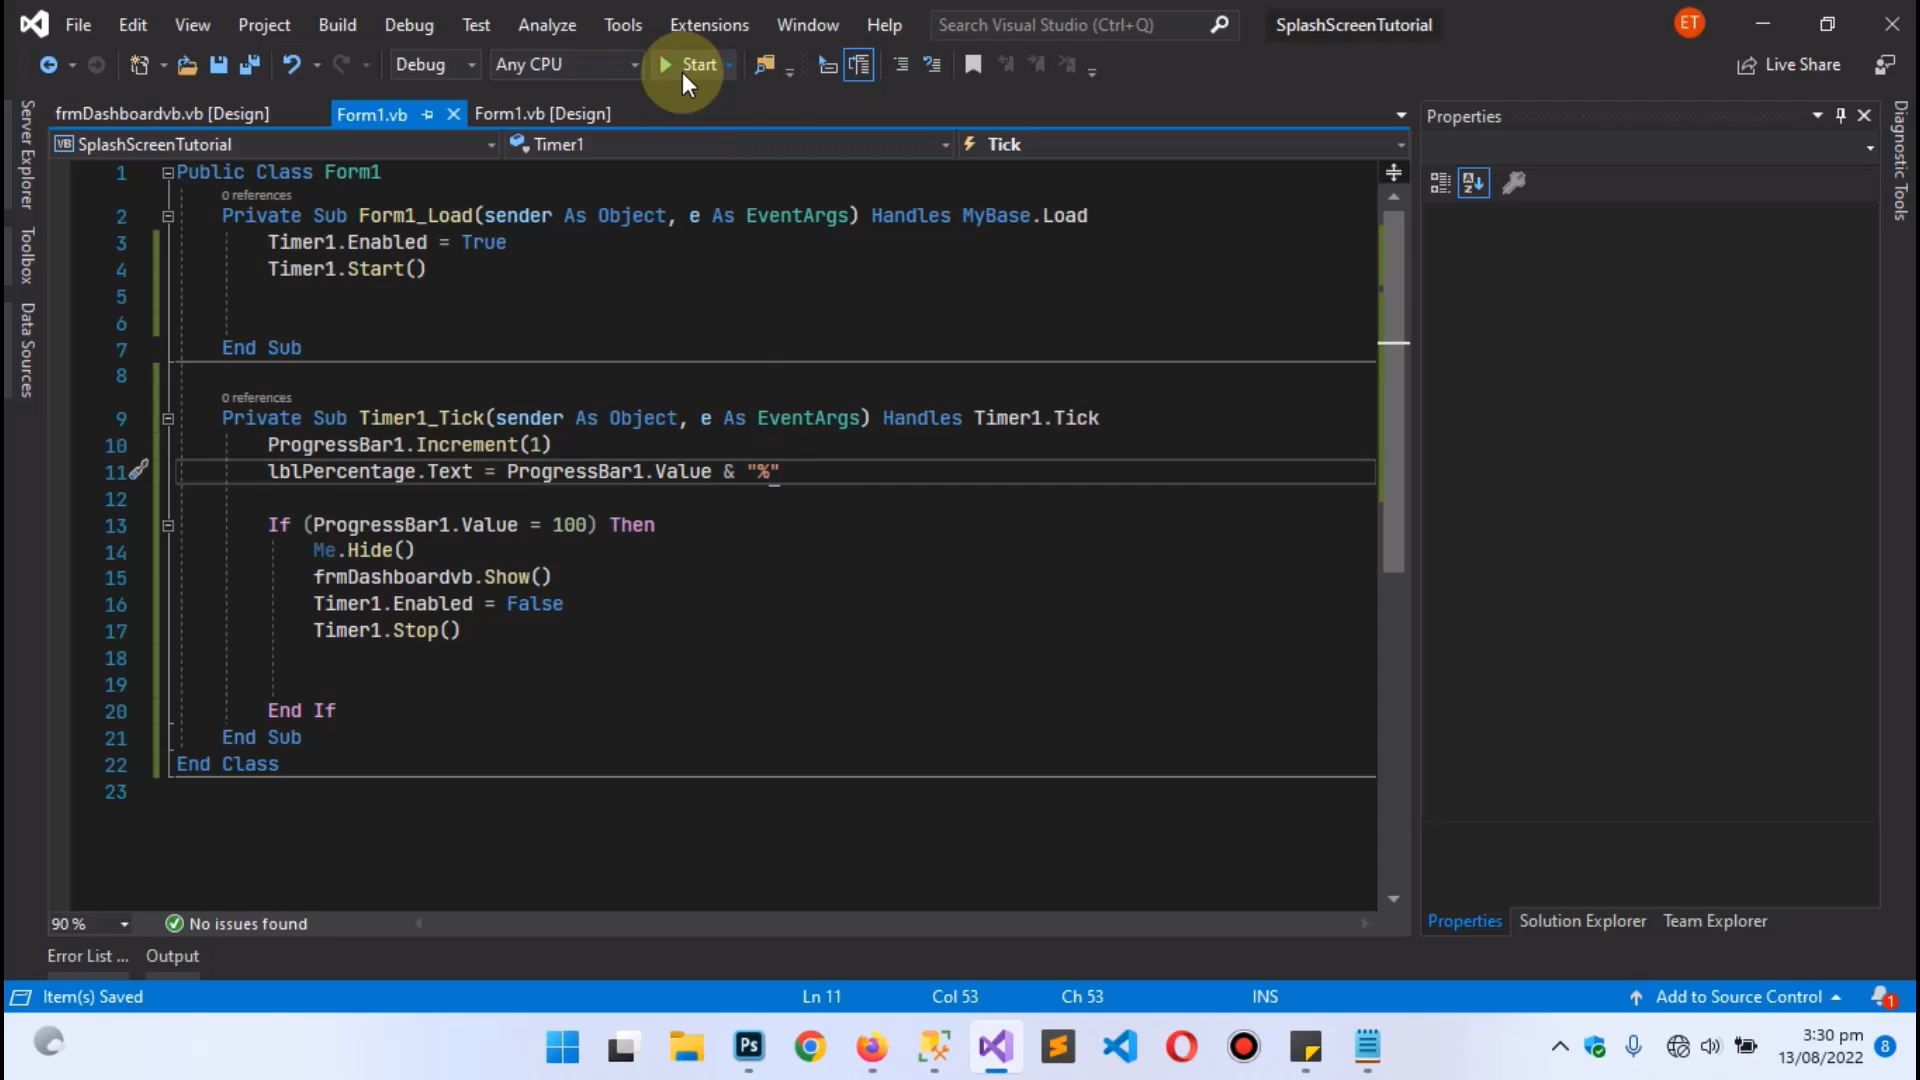 File Edit View Project Build Debug Test Analyze Tools Extensions Window Help Search Visual Studio (Ctrl+Q) SplashScreenTutorial ET
Debug Any CPU Start Live Share
frmDashboardvb.vb [Design] Form1.vb Form1.vb [Design] Properties
VB SplashScreenTutorial Timer1 Tick
Server Explorer
Toolbox
Data Sources
Diagnostic Tools
1 Public Class Form1
0 references
2 Private Sub Form1_Load(sender As Object, e As EventArgs) Handles MyBase.Load
3 Timer1.Enabled = True
4 Timer1.Start()
5
6
7 End Sub
8
0 references
9 Private Sub Timer1_Tick(sender As Object, e As EventArgs) Handles Timer1.Tick
10 ProgressBar1.Increment(1)
11 lblPercentage.Text = ProgressBar1.Value & "%"
12
13 If (ProgressBar1.Value = 100) Then
14 Me.Hide()
15 frmDashboardvb.Show()
16 Timer1.Enabled = False
17 Timer1.Stop()
18
19
20 End If
21 End Sub
22 End Class
23
90 % No issues found
Properties Solution Explorer Team Explorer
Error List ... Output
Item(s) Saved Ln 11 Col 53 Ch 53 INS Add to Source Control 1
Ps
3:30 pm
13/08/2022 8